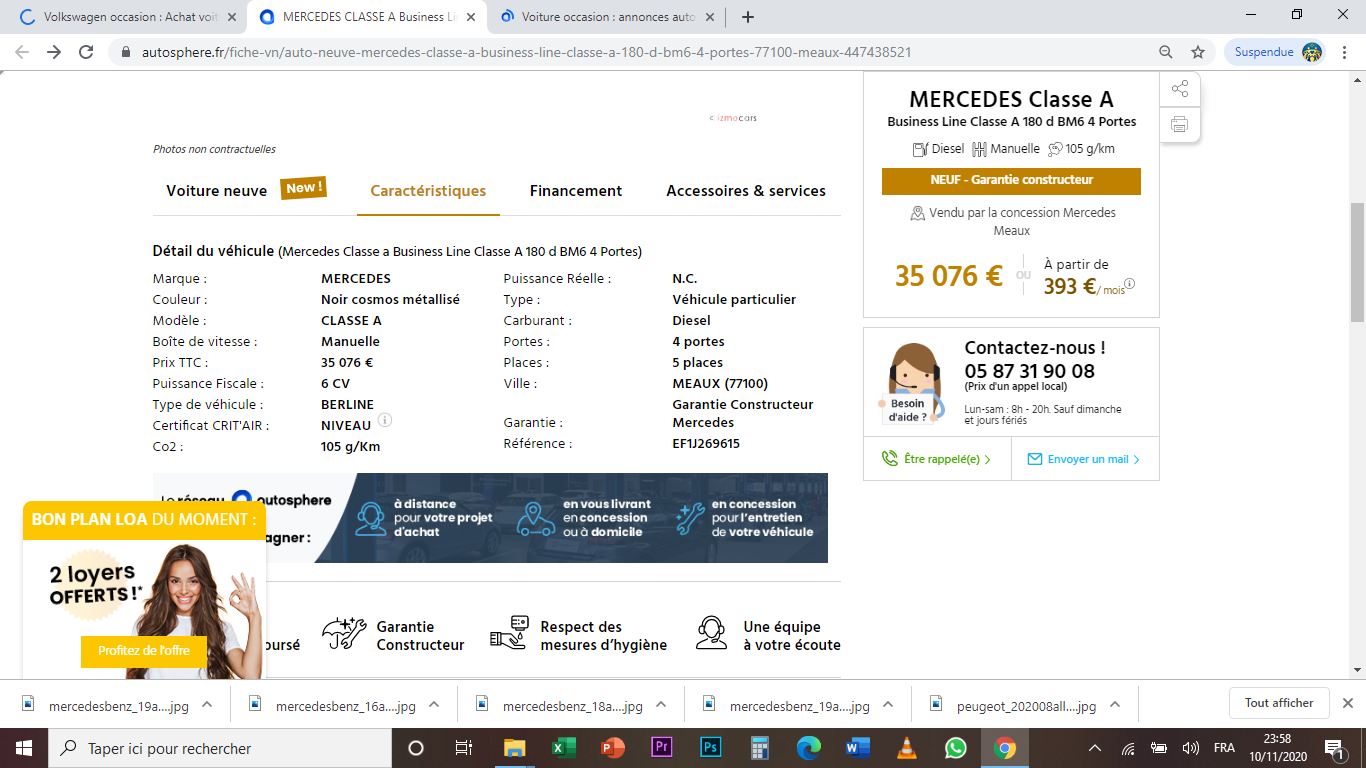 Volkswagen occasion : Achat voit
MERCEDES CLASSE A Business Li
Voiture occasion : annonces auto
autosphere.fr/fiche-vn/auto-neuve-mercedes-classe-a-business-line-classe-a-180-d-bm6-4-portes-77100-meaux-447438521
Suspendue
izmocars
Photos non contractuelles
Voiture neuve New ! Caractéristiques Financement Accessoires & services
Détail du véhicule (Mercedes Classe a Business Line Classe A 180 d BM6 4 Portes)
Marque : MERCEDES
Couleur : Noir cosmos métallisé
Modèle : CLASSE A
Boîte de vitesse : Manuelle
Prix TTC : 35 076 €
Puissance Fiscale : 6 CV
Type de véhicule : BERLINE
Certificat CRIT'AIR : NIVEAU
Co2 : 105 g/Km
Puissance Réelle : N.C.
Type : Véhicule particulier
Carburant : Diesel
Portes : 4 portes
Places : 5 places
Ville : MEAUX (77100)
Garantie : Garantie Constructeur
Mercedes
Référence : EF1J269615
MERCEDES Classe A
Business Line Classe A 180 d BM6 4 Portes
Diesel Manuelle 105 g/km
NEUF - Garantie constructeur
Vendu par la concession Mercedes
Meaux
35 076 € OU À partir de
393 €/ mois
Contactez-nous !
05 87 31 90 08
(Prix d'un appel local)
Besoin
d'aide ?
Lun-sam : 8h - 20h. Sauf dimanche
et jours fériés
Être rappelé(e)
Envoyer un mail
Le réseau autosphere
agner :
à distance
pour votre projet
d'achat
en vous livrant
en concession
ou à domicile
en concession
pour l'entretien
de votre véhicule
BON PLAN LOA DU MOMENT :
2 loyers
OFFERTS !*
Profitez de l'offre
oursé
Garantie
Constructeur
Respect des
mesures d'hygiène
Une équipe
à votre écoute
mercedesbenz_19a....jpg
mercedesbenz_16a....jpg
mercedesbenz_18a....jpg
mercedesbenz_19a....jpg
peugeot_202008all....jpg
Tout afficher
Taper ici pour rechercher
FRA
23:58
10/11/2020
1